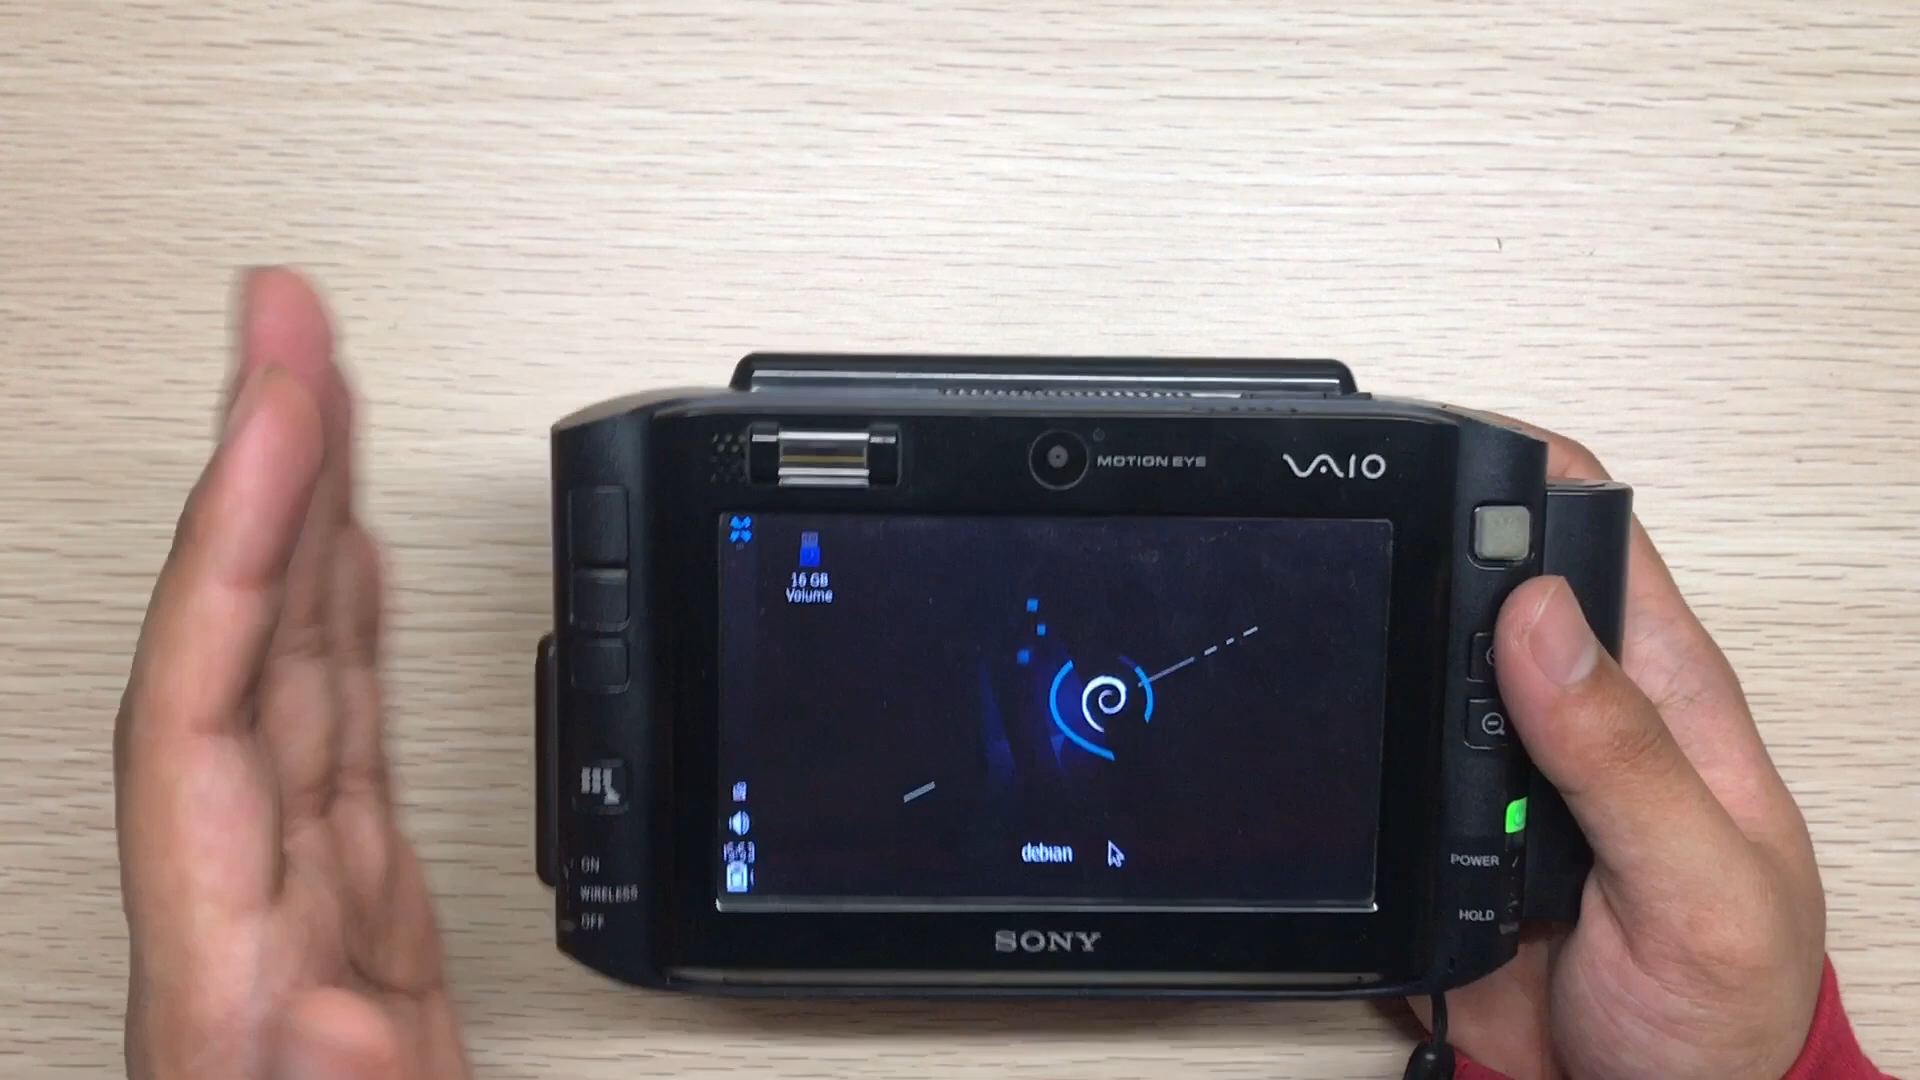 MOTION EYE
VAIO
16 GB
Volume
debian
ON
WIRELESS
OFF
POWER
HOLD
SONY